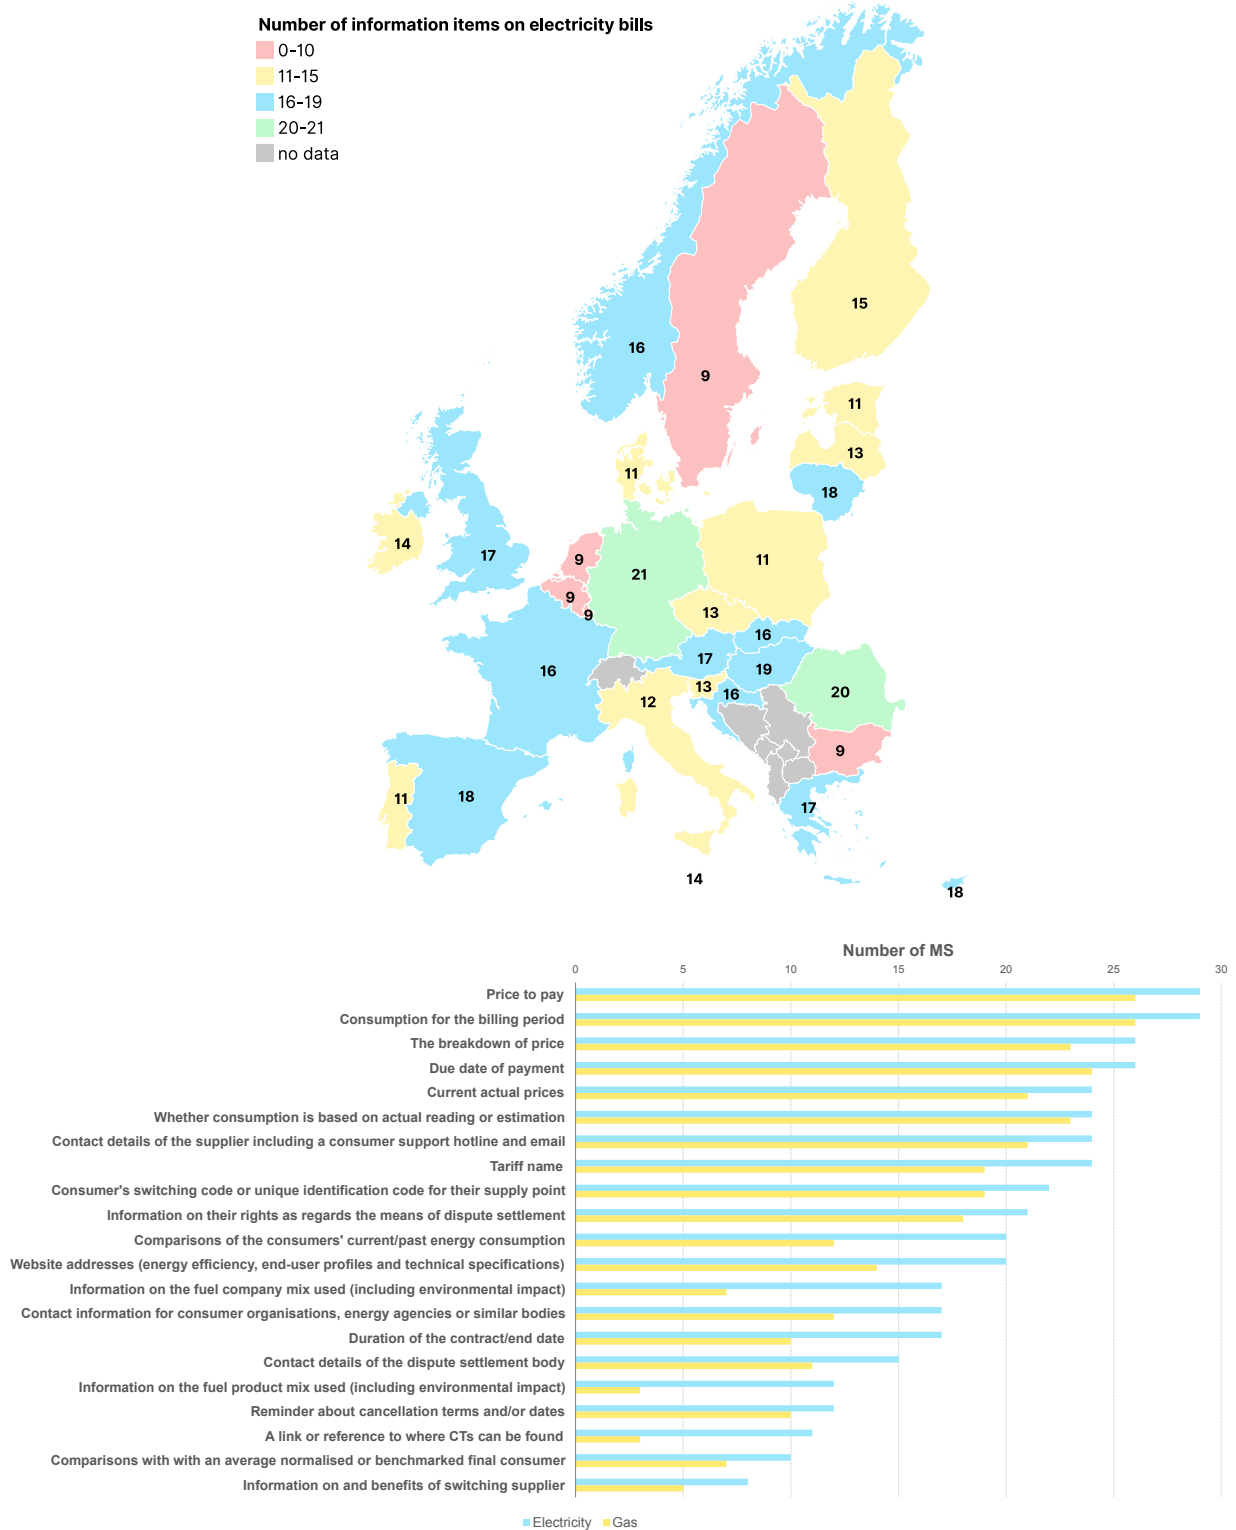 Number of information items on electricity bills
0-10
11-15
16-19
20-21
no data
15
16
9
11
13
11
18
14
17
9
21
11
9
9
13
16
17
16
19
13
16
12
20
9
11
18
17
14
18
Number of MS
0 5 10 15 20 25 30
Price to pay
Consumption for the billing period
The breakdown of price
Due date of payment
Current actual prices
Whether consumption is based on actual reading or estimation
Contact details of the supplier including a consumer support hotline and email
Tariff name
Consumer's switching code or unique identification code for their supply point
Information on their rights as regards the means of dispute settlement
Comparisons of the consumers' current/past energy consumption
Website addresses (energy efficiency, end-user profiles and technical specifications)
Information on the fuel company mix used (including environmental impact)
Contact information for consumer organisations, energy agencies or similar bodies
Duration of the contract/end date
Contact details of the dispute settlement body
Information on the fuel product mix used (including environmental impact)
Reminder about cancellation terms and/or dates
A link or reference to where CTs can be found
Comparisons with with an average normalised or benchmarked final consumer
Information on and benefits of switching supplier
Electricity Gas